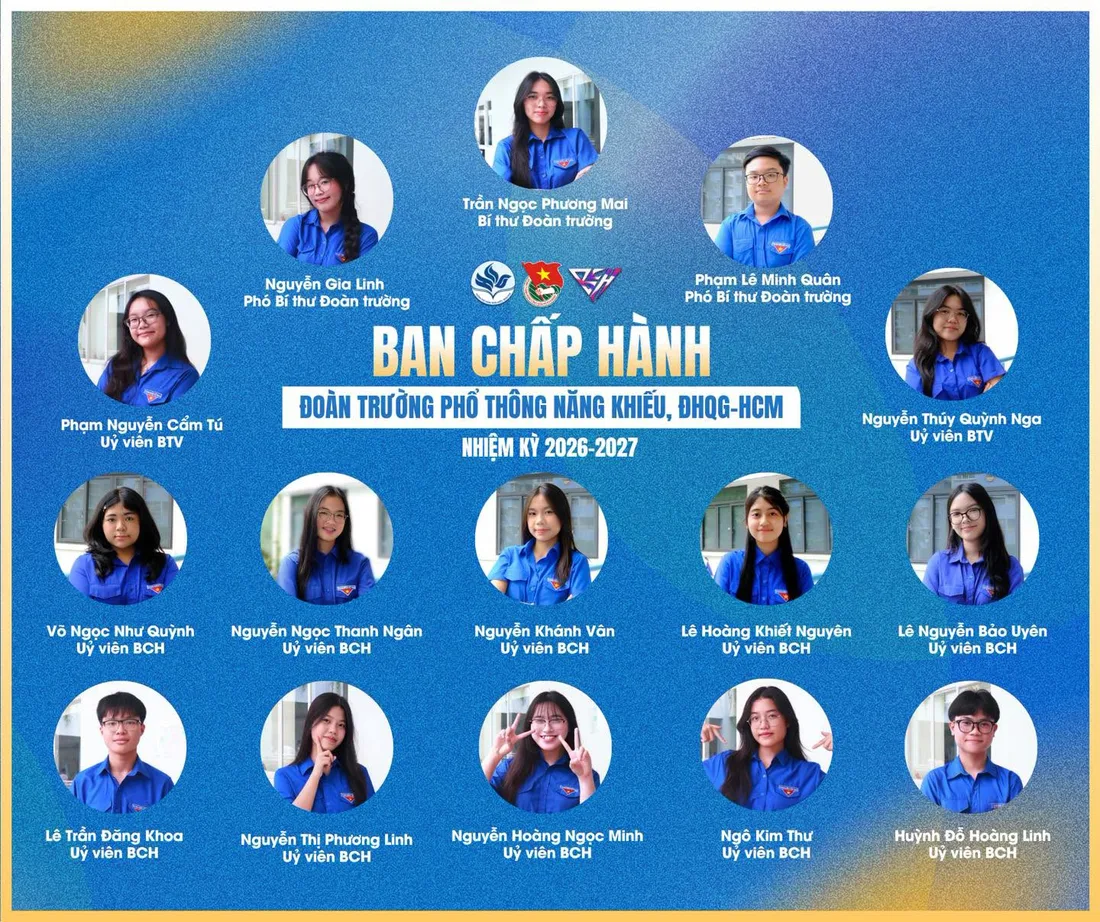 Trần Ngọc Phương Mai
Bí thư Đoàn trường
Nguyễn Gia Linh
Phó Bí thư Đoàn trường
Phạm Lê Minh Quân
Phó Bí thư Đoàn trường
BAN CHẤP HÀNH
ĐOÀN TRƯỜNG PHỔ THÔNG NĂNG KHIẾU, ĐHQG-HCM
NHIỆM KỲ 2026-2027
Phạm Nguyễn Cẩm Tú
Uỷ viên BTV
Nguyễn Thúy Quỳnh Nga
Uỷ viên BTV
Võ Ngọc Như Quỳnh
Uỷ viên BCH
Nguyễn Ngọc Thanh Ngân
Uỷ viên BCH
Nguyễn Khánh Vân
Uỷ viên BCH
Lê Hoàng Khiết Nguyên
Uỷ viên BCH
Lê Nguyễn Bảo Uyên
Uỷ viên BCH
Lê Trần Đăng Khoa
Uỷ viên BCH
Nguyễn Thị Phương Linh
Uỷ viên BCH
Nguyễn Hoàng Ngọc Minh
Uỷ viên BCH
Ngô Kim Thư
Uỷ viên BCH
Huỳnh Đỗ Hoàng Linh
Uỷ viên BCH